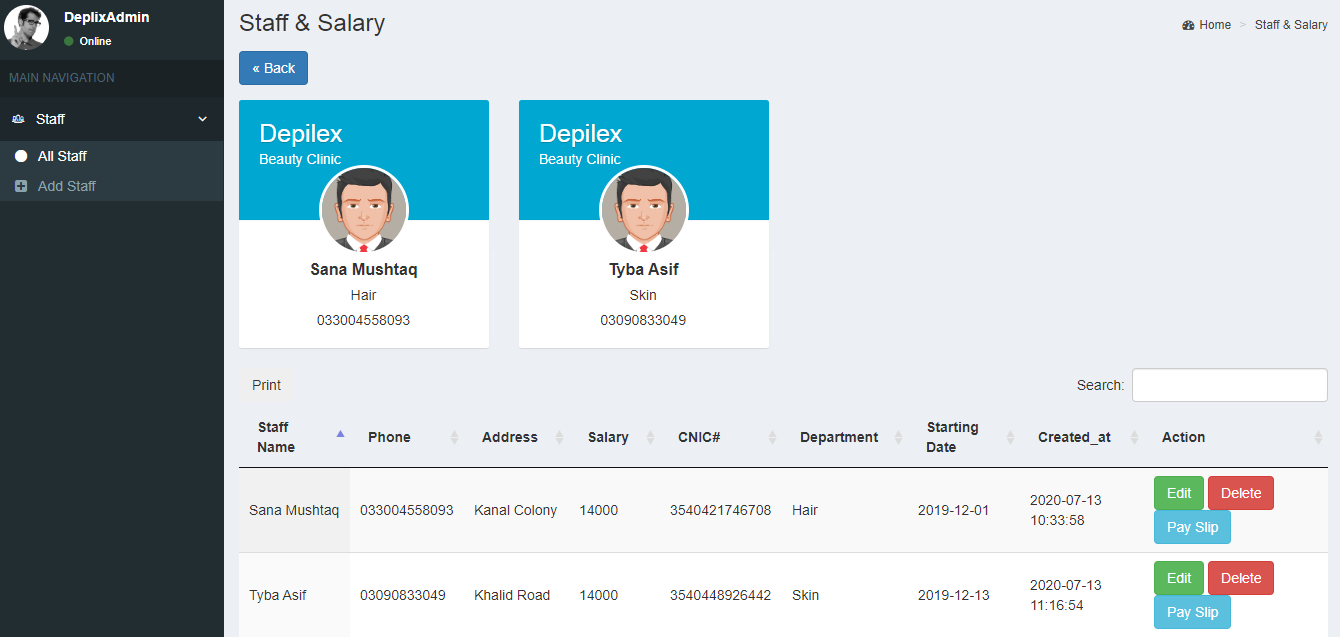 DeplixAdmin
Online
MAIN NAVIGATION
Staff
All Staff
Add Staff
Staff & Salary
Home > Staff & Salary
« Back
Depilex
Beauty Clinic
Sana Mushtaq
Hair
033004558093
Depilex
Beauty Clinic
Tyba Asif
Skin
03090833049
Print
Search:
Staff Name Phone Address Salary CNIC# Department Starting Date Created_at Action
Sana Mushtaq 033004558093 Kanal Colony 14000 3540421746708 Hair 2019-12-01 2020-07-13 10:33:58 Edit Delete
Pay Slip
Tyba Asif 03090833049 Khalid Road 14000 3540448926442 Skin 2019-12-13 2020-07-13 11:16:54 Edit Delete
Pay Slip